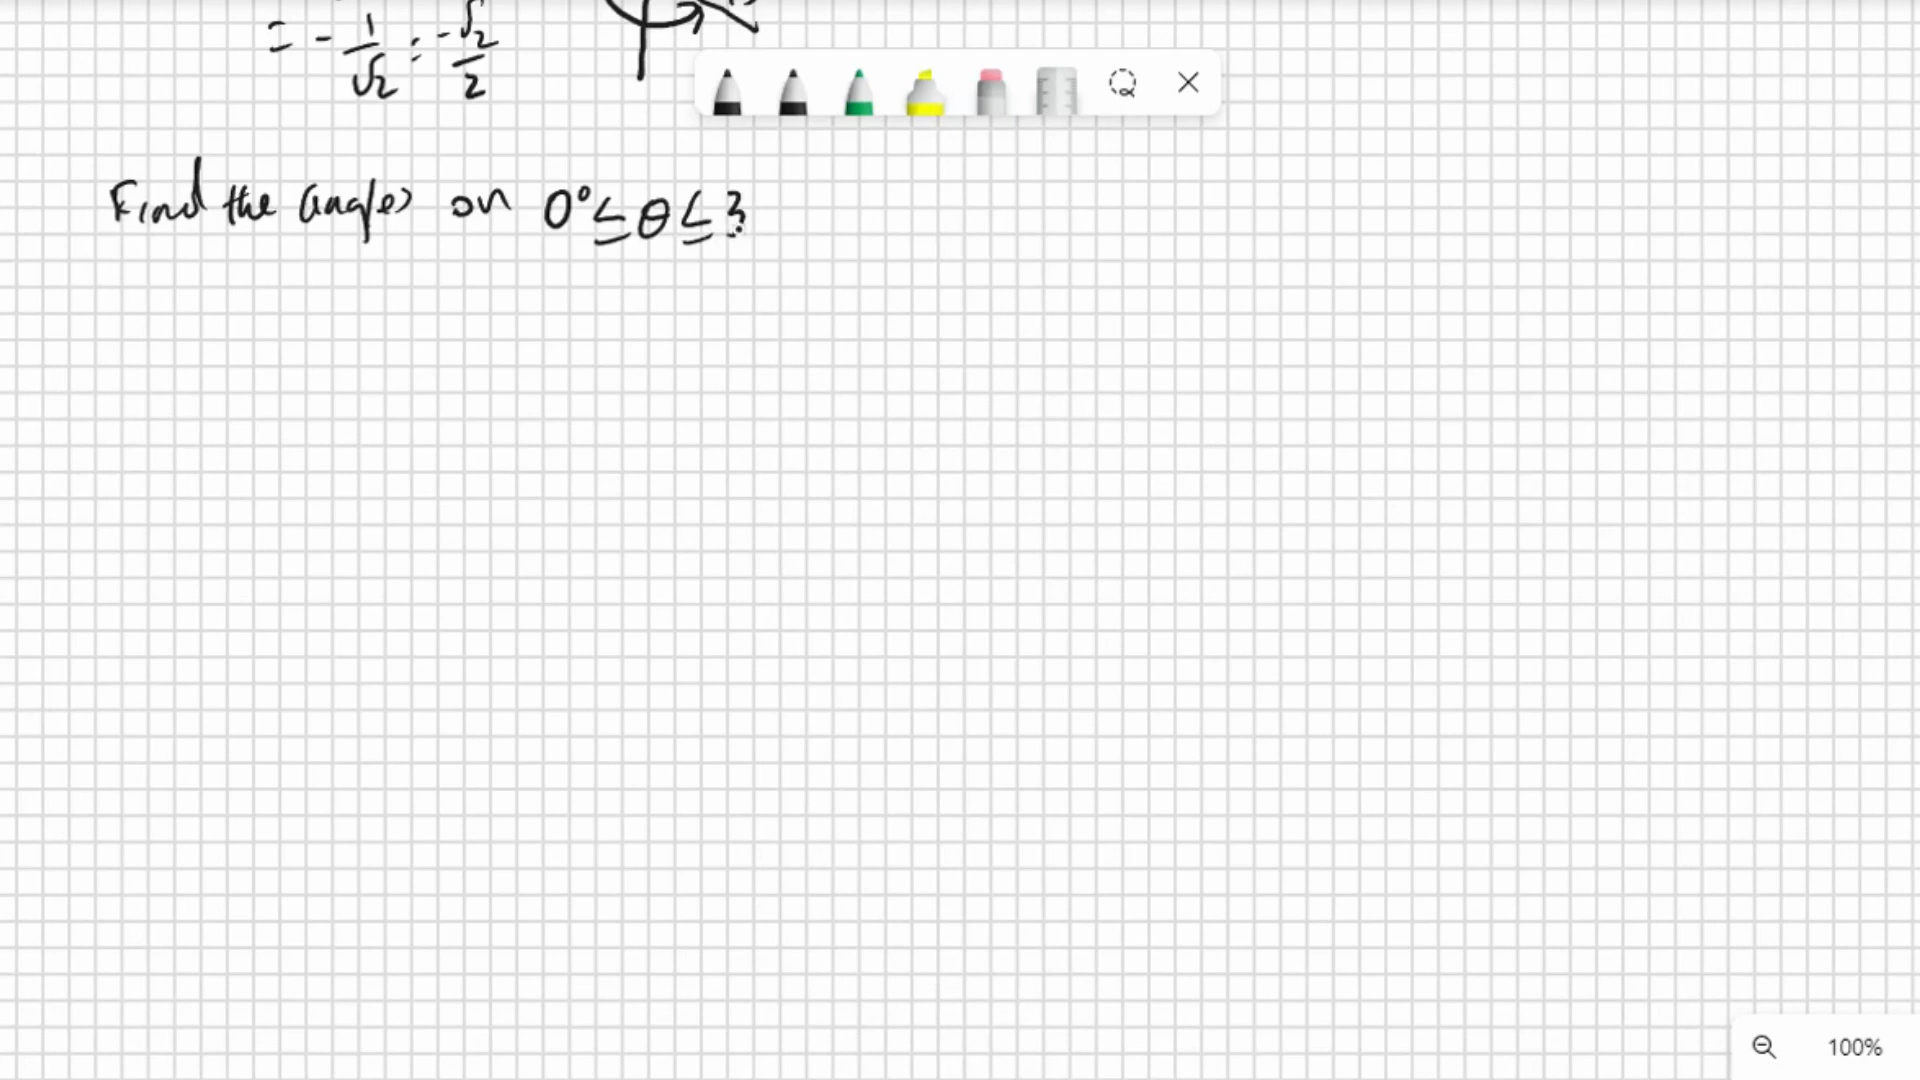 = - 1/√2 : -√2/2
Find the angles on 0° ≤ θ ≤ 3
100%